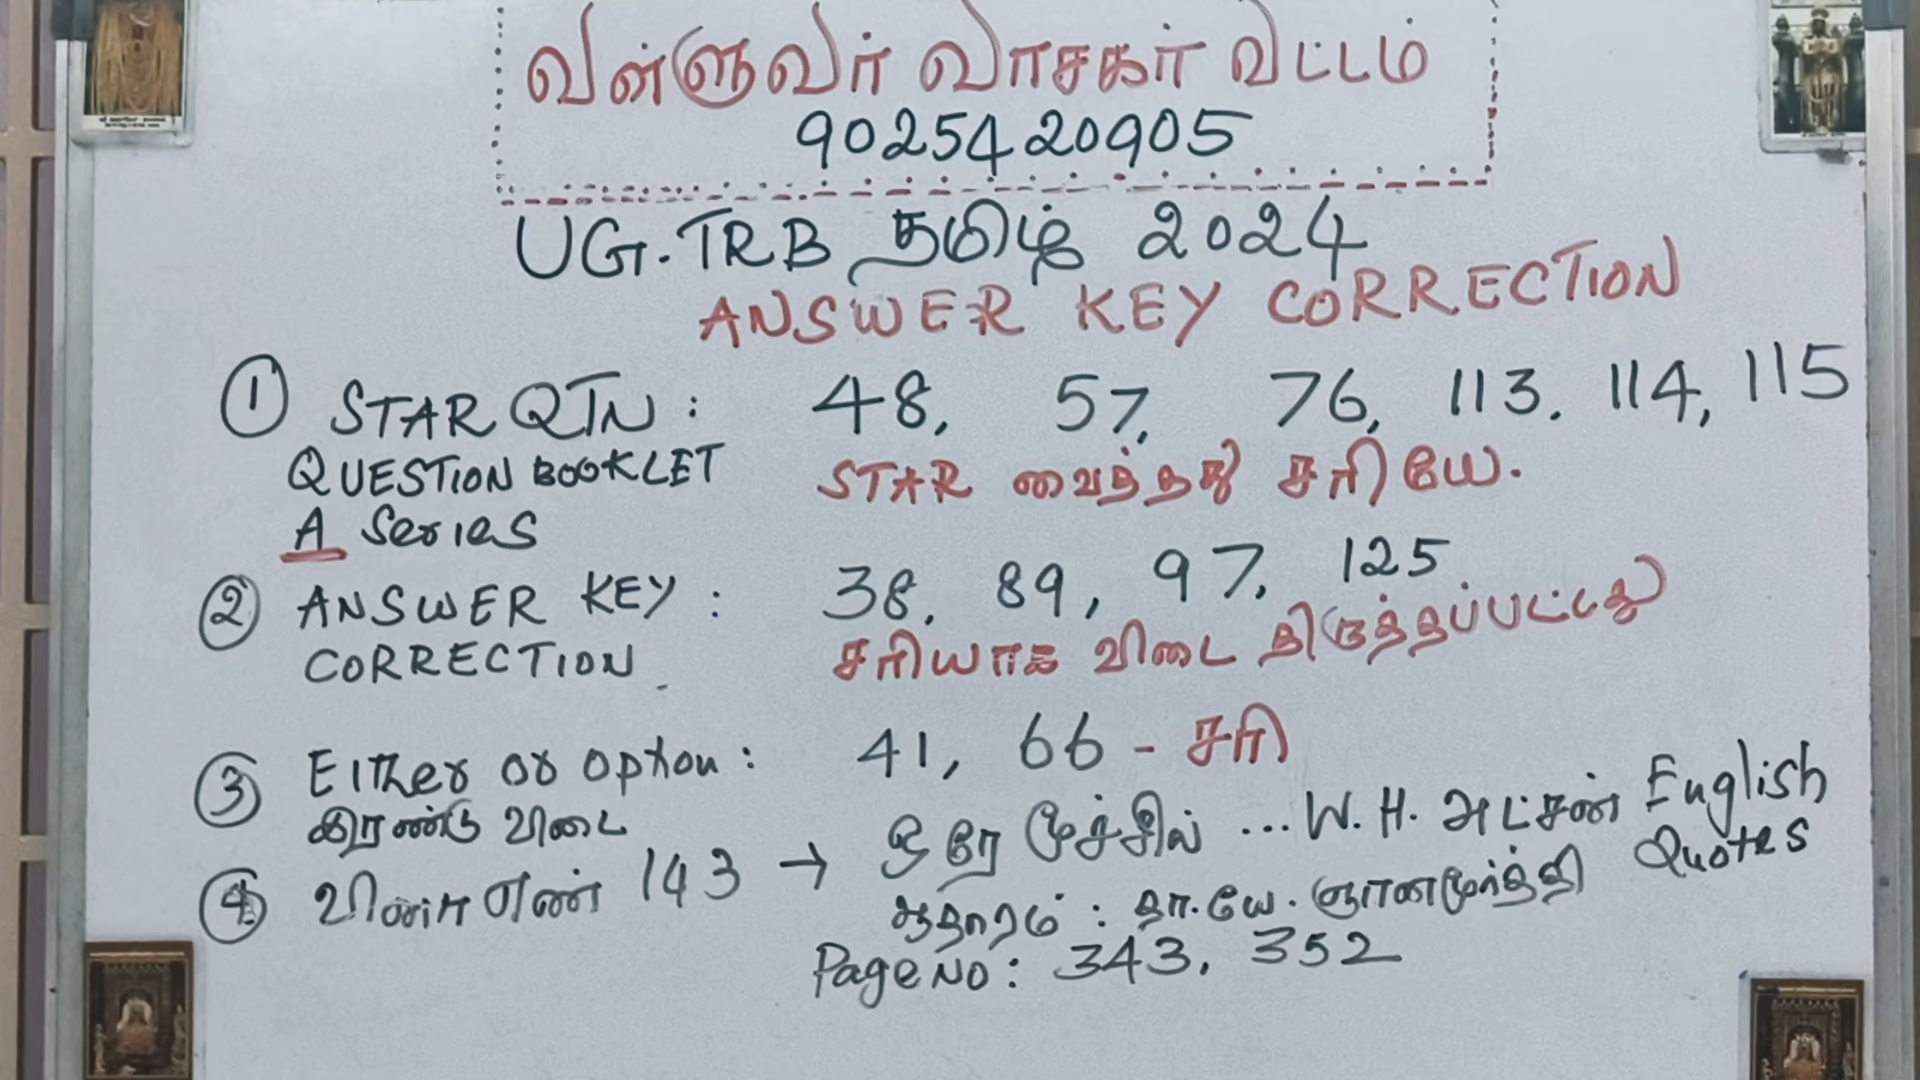 வள்ளுவர் வாசகர் வட்டம்
9025420905
UG.TRB தமிழ் 2024
ANSWER KEY CORRECTION
① STAR QTN : 48, 57, 76, 113, 114, 115
QUESTION BOOKLET STAR வைத்தது சரியே.
A Series
② ANSWER KEY : 38, 89, 97, 125
CORRECTION சரியாக விடை திருத்தப்பட்டது
③ Either or option : 41, 66 - சரி
இரண்டு விடை
④ வினா எண் 143 → ஒரே மூச்சில் ... W.H. அட்சண் English Quotes
ஆதாரம் : தா.யே. ஞானமூர்த்தி
Page No : 343, 352